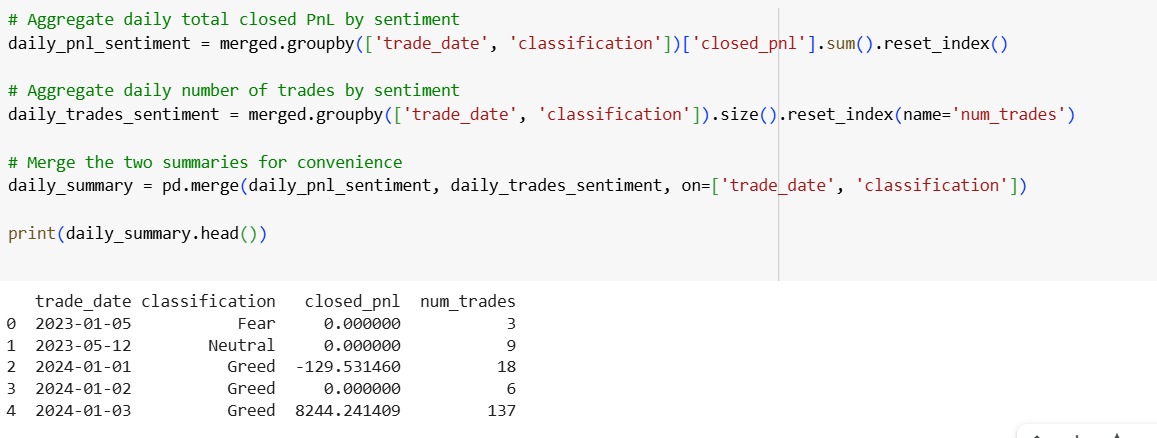 # Aggregate daily total closed PnL by sentiment
daily_pnl_sentiment = merged.groupby(['trade_date', 'classification'])['closed_pnl'].sum().reset_index()
# Aggregate daily number of trades by sentiment
daily_trades_sentiment = merged.groupby(['trade_date', 'classification']).size().reset_index(name='num_trades')
# Merge the two summaries for convenience
daily_summary = pd.merge(daily_pnl_sentiment, daily_trades_sentiment, on=['trade_date', 'classification'])
print(daily_summary.head())
trade_date classification closed_pnl num_trades
0 2023-01-05 Fear 0.000000 3
1 2023-05-12 Neutral 0.000000 9
2 2024-01-01 Greed -129.531460 18
3 2024-01-02 Greed 0.000000 6
4 2024-01-03 Greed 8244.241409 137